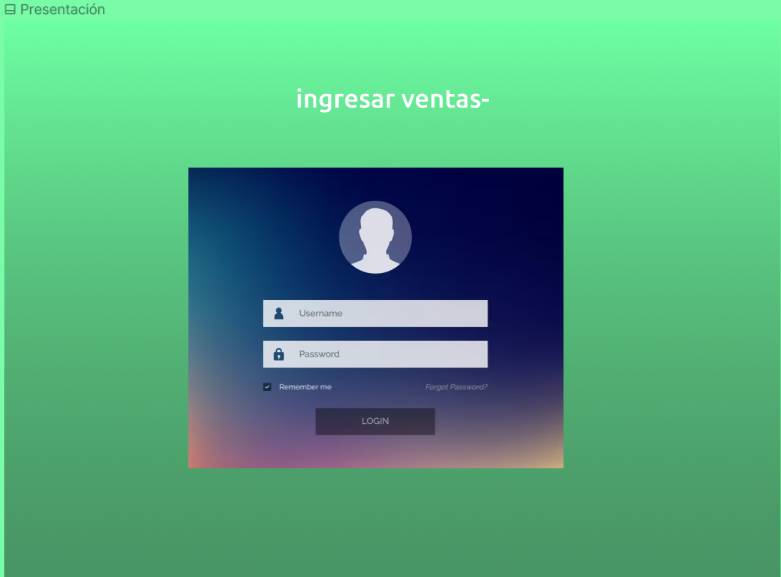 Presentación
ingresar ventas-
Username
Password
Remember me Forgot Password?
LOGIN